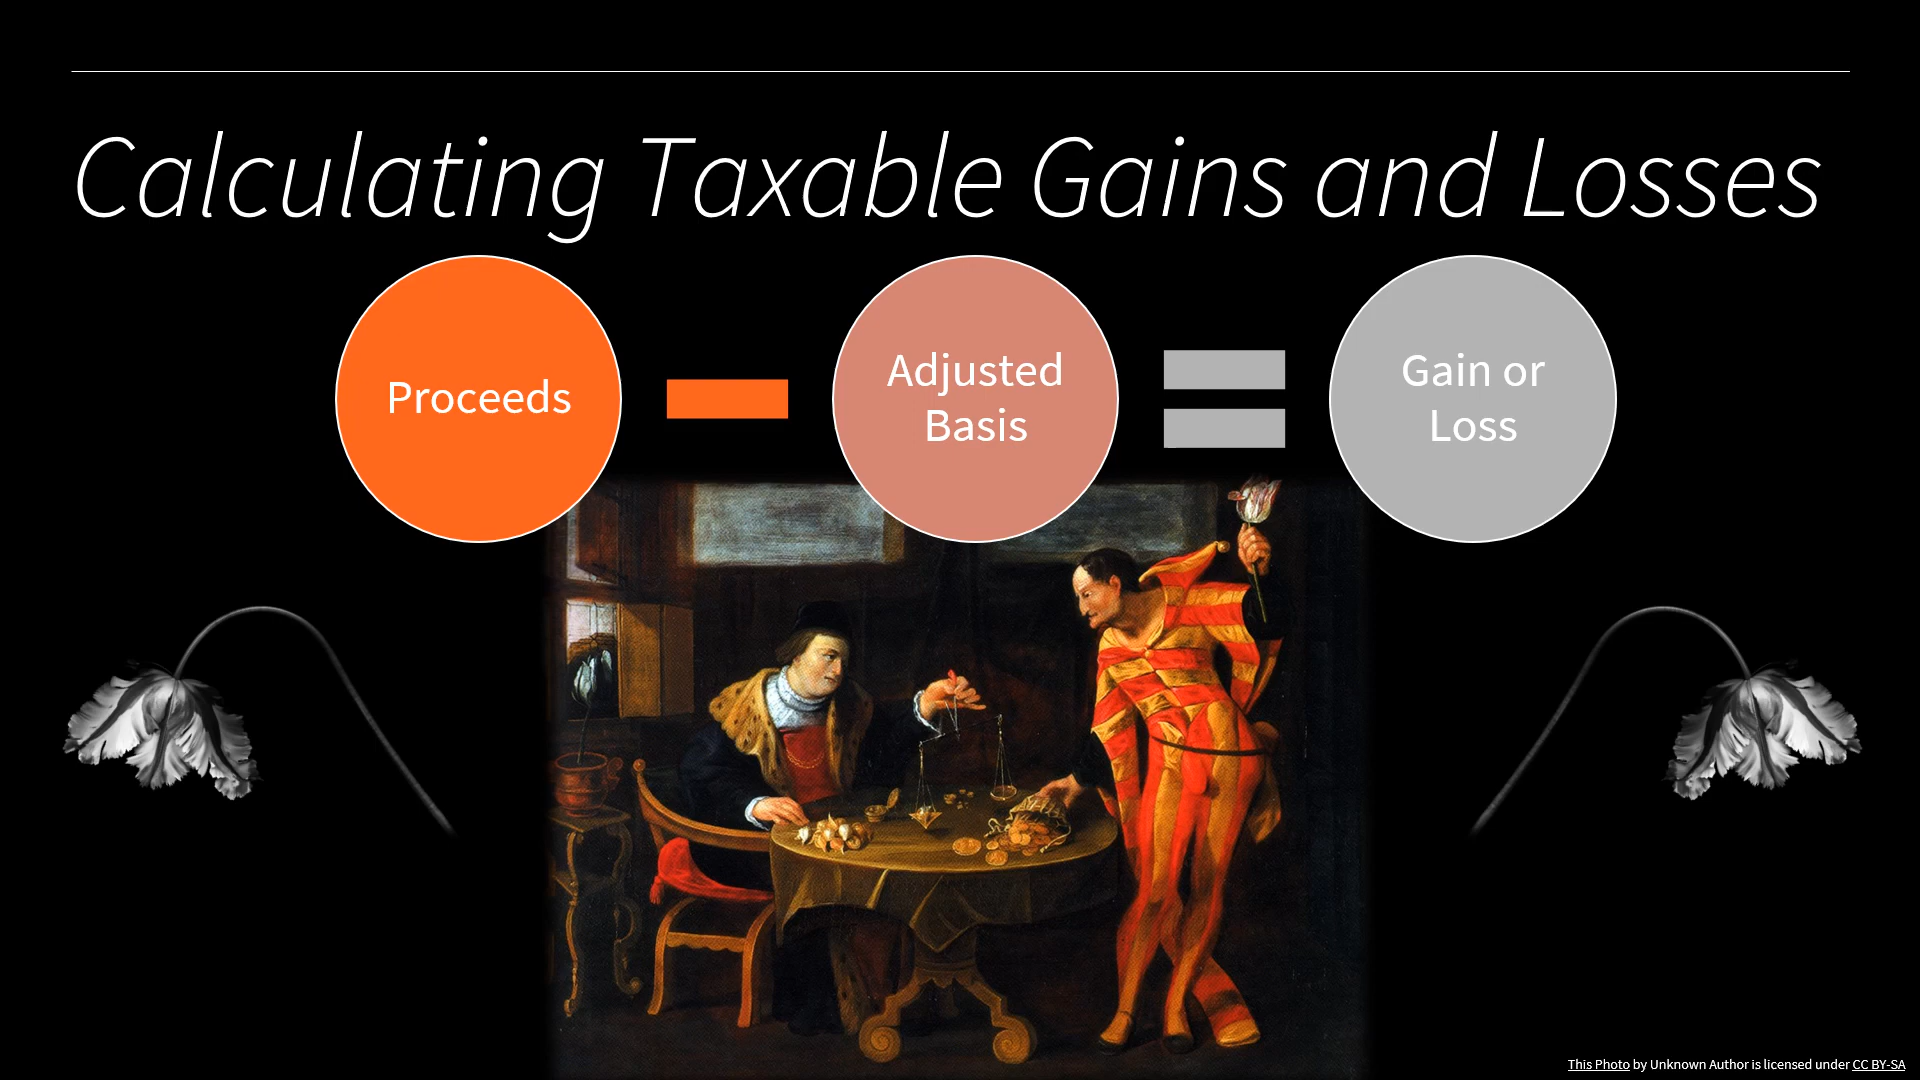 Calculating Taxable Gains and Losses
Proceeds
Adjusted
Basis
Gain or
Loss
This Photo by Unknown Author is licensed under CC BY-SA